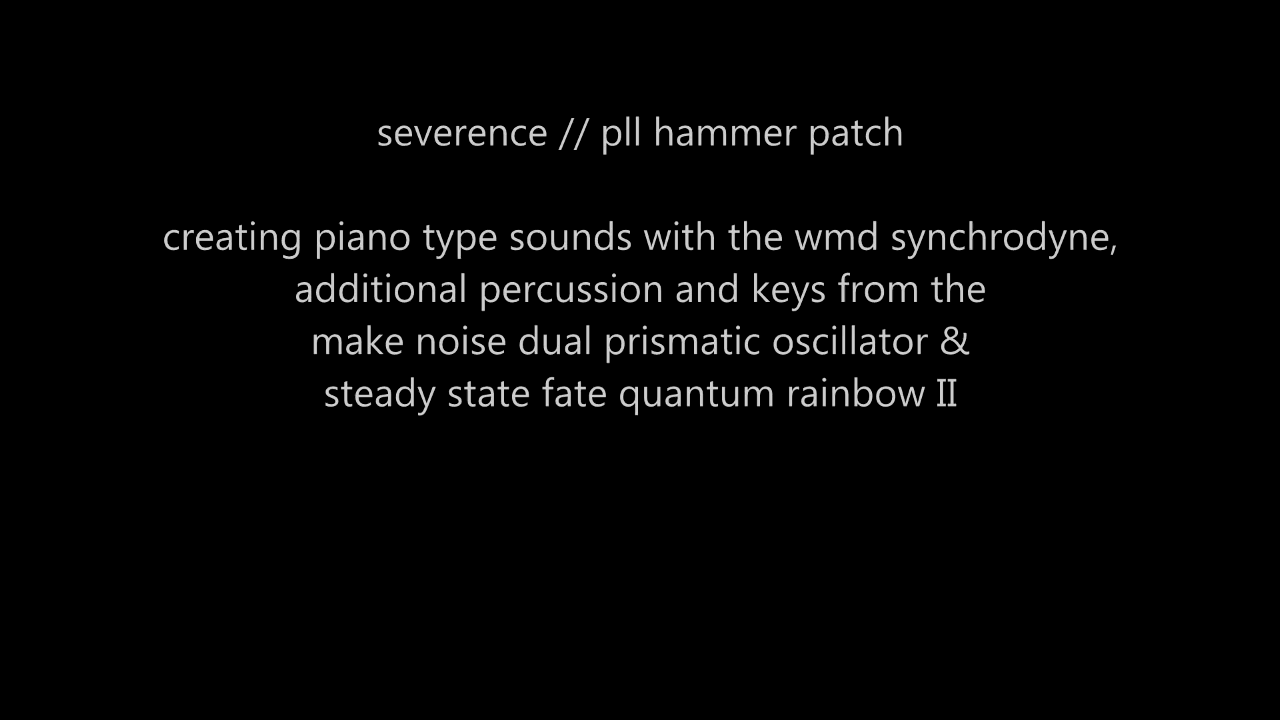 severence // pll hammer patch
creating piano type sounds with the wmd synchrodyne,
additional percussion and keys from the
make noise dual prismatic oscillator &
steady state fate quantum rainbow II